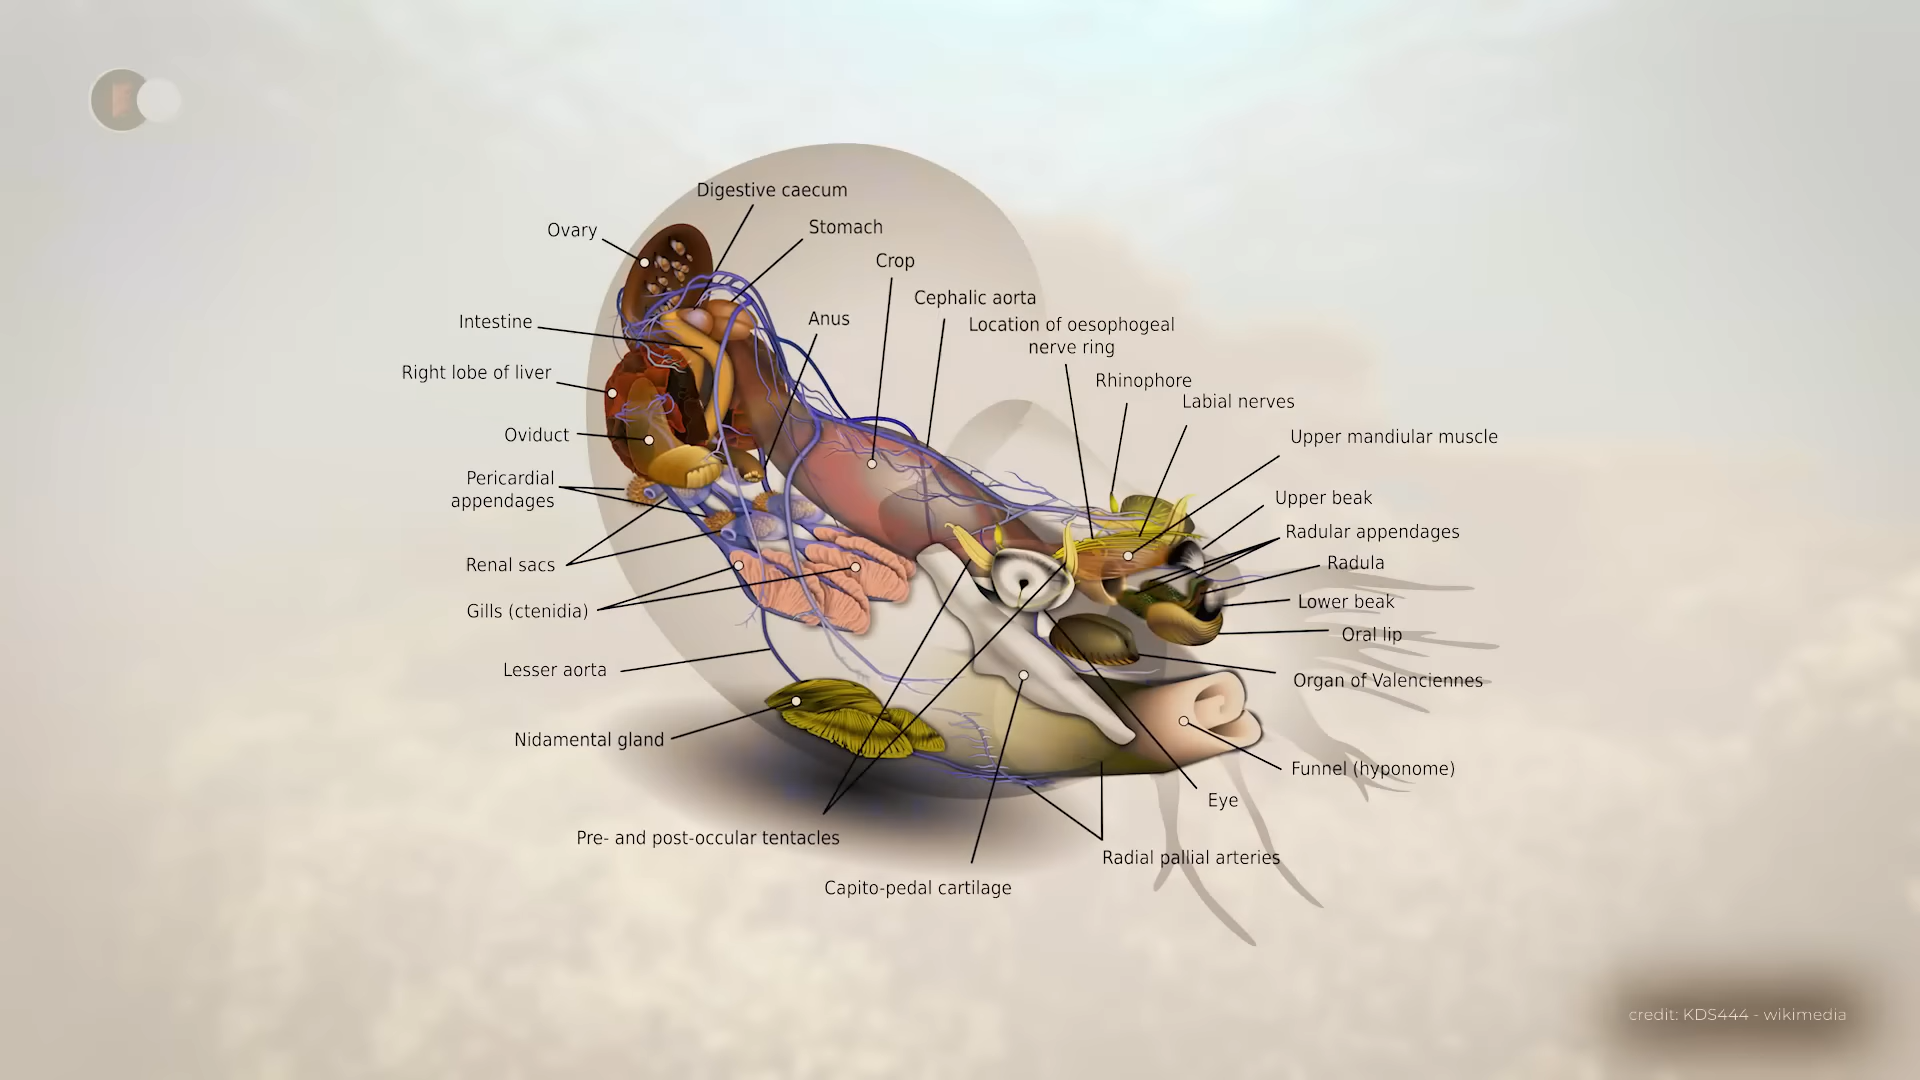 Digestive caecum
Ovary
Stomach
Crop
Cephalic aorta
Intestine
Anus
Location of oesophogeal
nerve ring
Right lobe of liver
Rhinophore
Labial nerves
Oviduct
Upper mandiular muscle
Pericardial
appendages
Upper beak
Radular appendages
Renal sacs
Radula
Gills (ctenidia)
Lower beak
Oral lip
Lesser aorta
Organ of Valenciennes
Nidamental gland
Funnel (hyponome)
Eye
Pre- and post-occular tentacles
Radial pallial arteries
Capito-pedal cartilage
credit: KDS444 - wikimedia